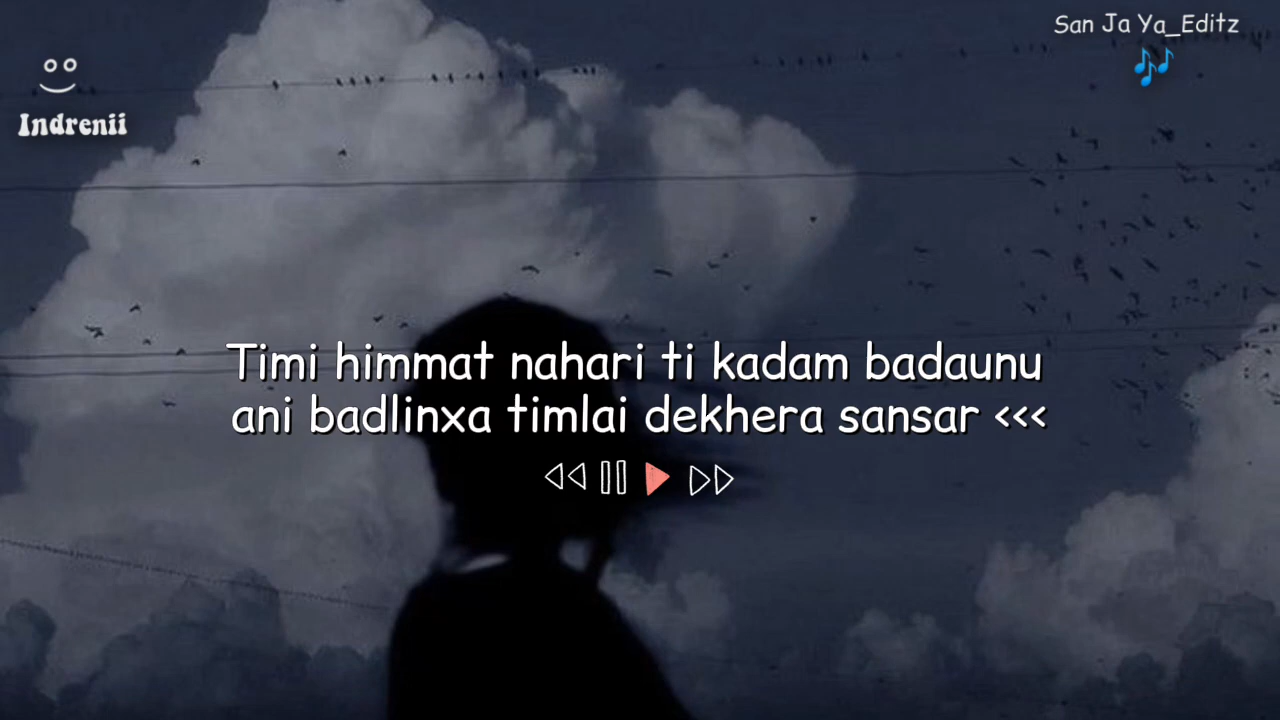 San Ja Ya_Editz
Indrenii
Timi himmat nahari ti kadam badaunu
ani badlinxa timlai dekhera sansar <<<